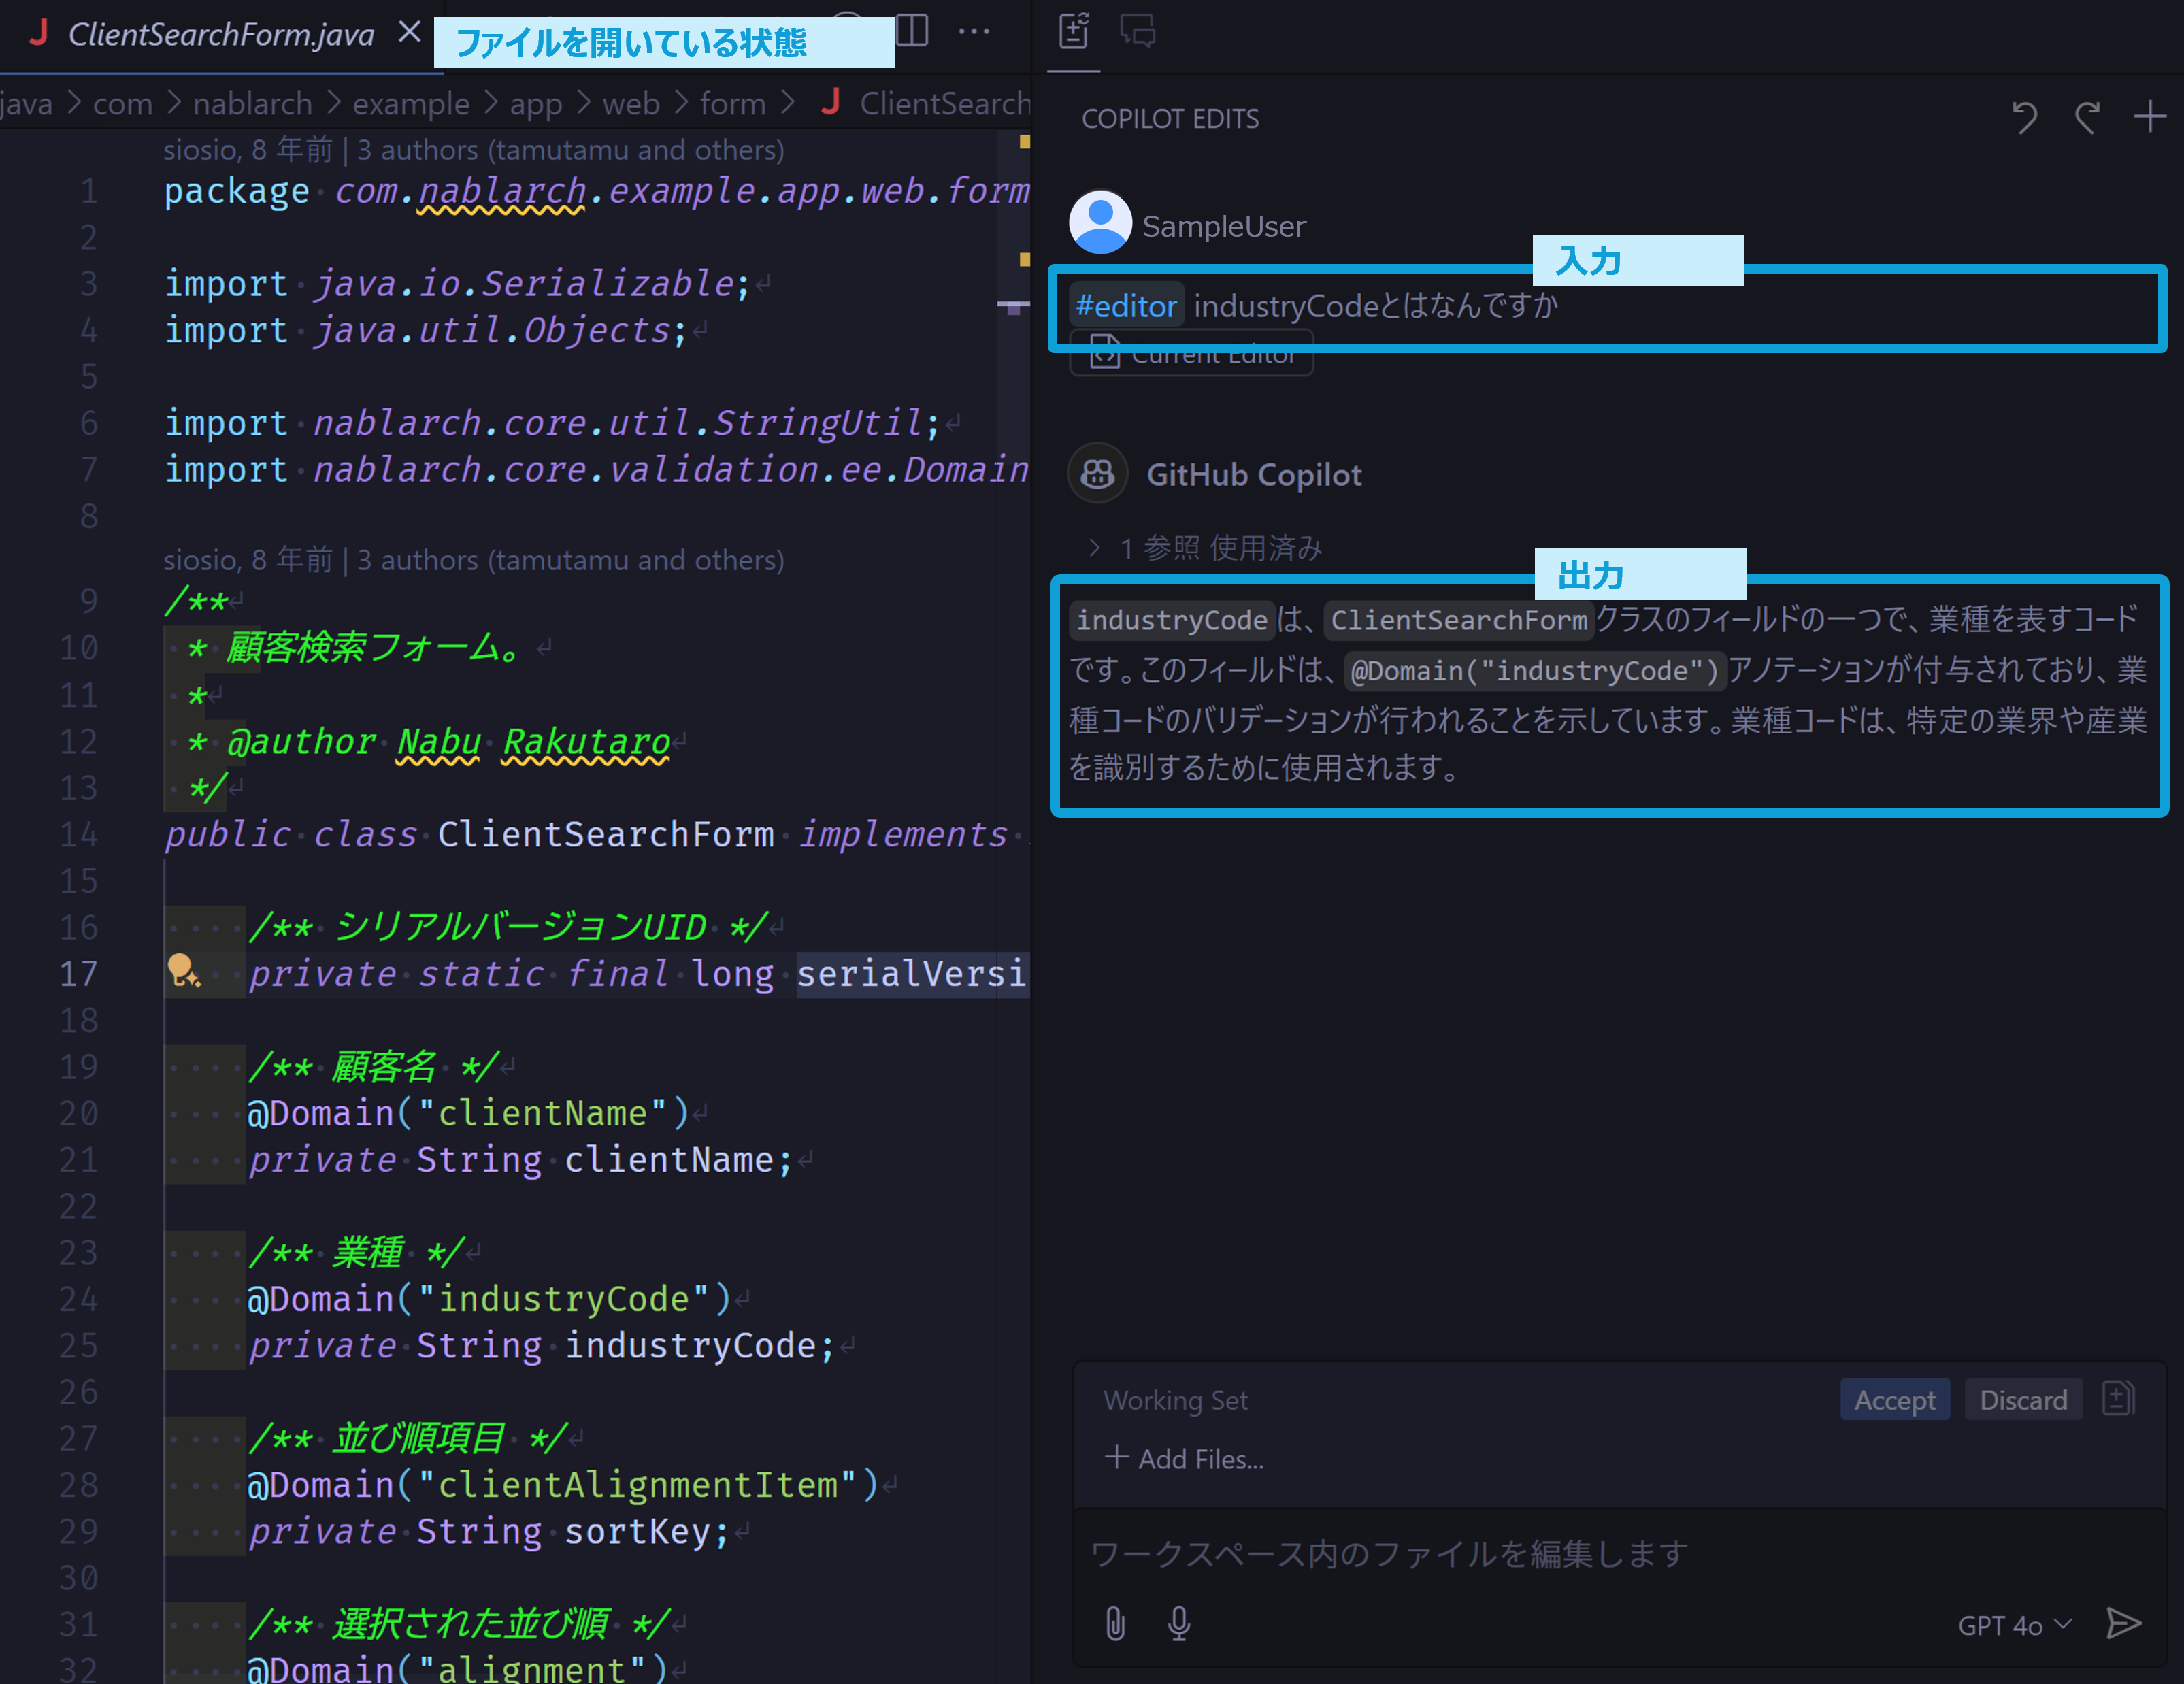 ClientSearchForm.java
ファイルを開いている状態
java > com > nablarch > example > app > web > form > ClientSearch
siosio, 8 年前 | 3 authors (tamutamu and others)
1 package com.nablarch.example.app.web.form
2
3 import java.io.Serializable;
4 import java.util.Objects;
5
6 import nablarch.core.util.StringUtil;
7 import nablarch.core.validation.ee.Domain
8
siosio, 8 年前 | 3 authors (tamutamu and others)
9 /**
10 * 顧客検索フォーム。
11 *
12 * @author Nabu Rakutaro
13 */
14 public class ClientSearchForm implements
15
16 /** シリアルバージョンUID */
17 private static final long serialVersi
18
19 /** 顧客名 */
20 @Domain("clientName")
21 private String clientName;
22
23 /** 業種 */
24 @Domain("industryCode")
25 private String industryCode;
26
27 /** 並び順項目 */
28 @Domain("clientAlignmentItem")
29 private String sortKey;
30
31 /** 選択された並び順 */
32 @Domain("alignment")
COPILOT EDITS
SampleUser
入力
#editor industryCodeとはなんですか
Current Editor
GitHub Copilot
> 1 参照 使用済み
出力
industryCodeは、ClientSearchFormクラスのフィールドの一つで、業種を表すコード
です。このフィールドは、@Domain("industryCode")アノテーションが付与されており、業
種コードのバリデーションが行われることを示しています。業種コードは、特定の業界や産業
を識別するために使用されます。
Working Set
Accept
Discard
+ Add Files...
ワークスペース内のファイルを編集します
GPT 4o